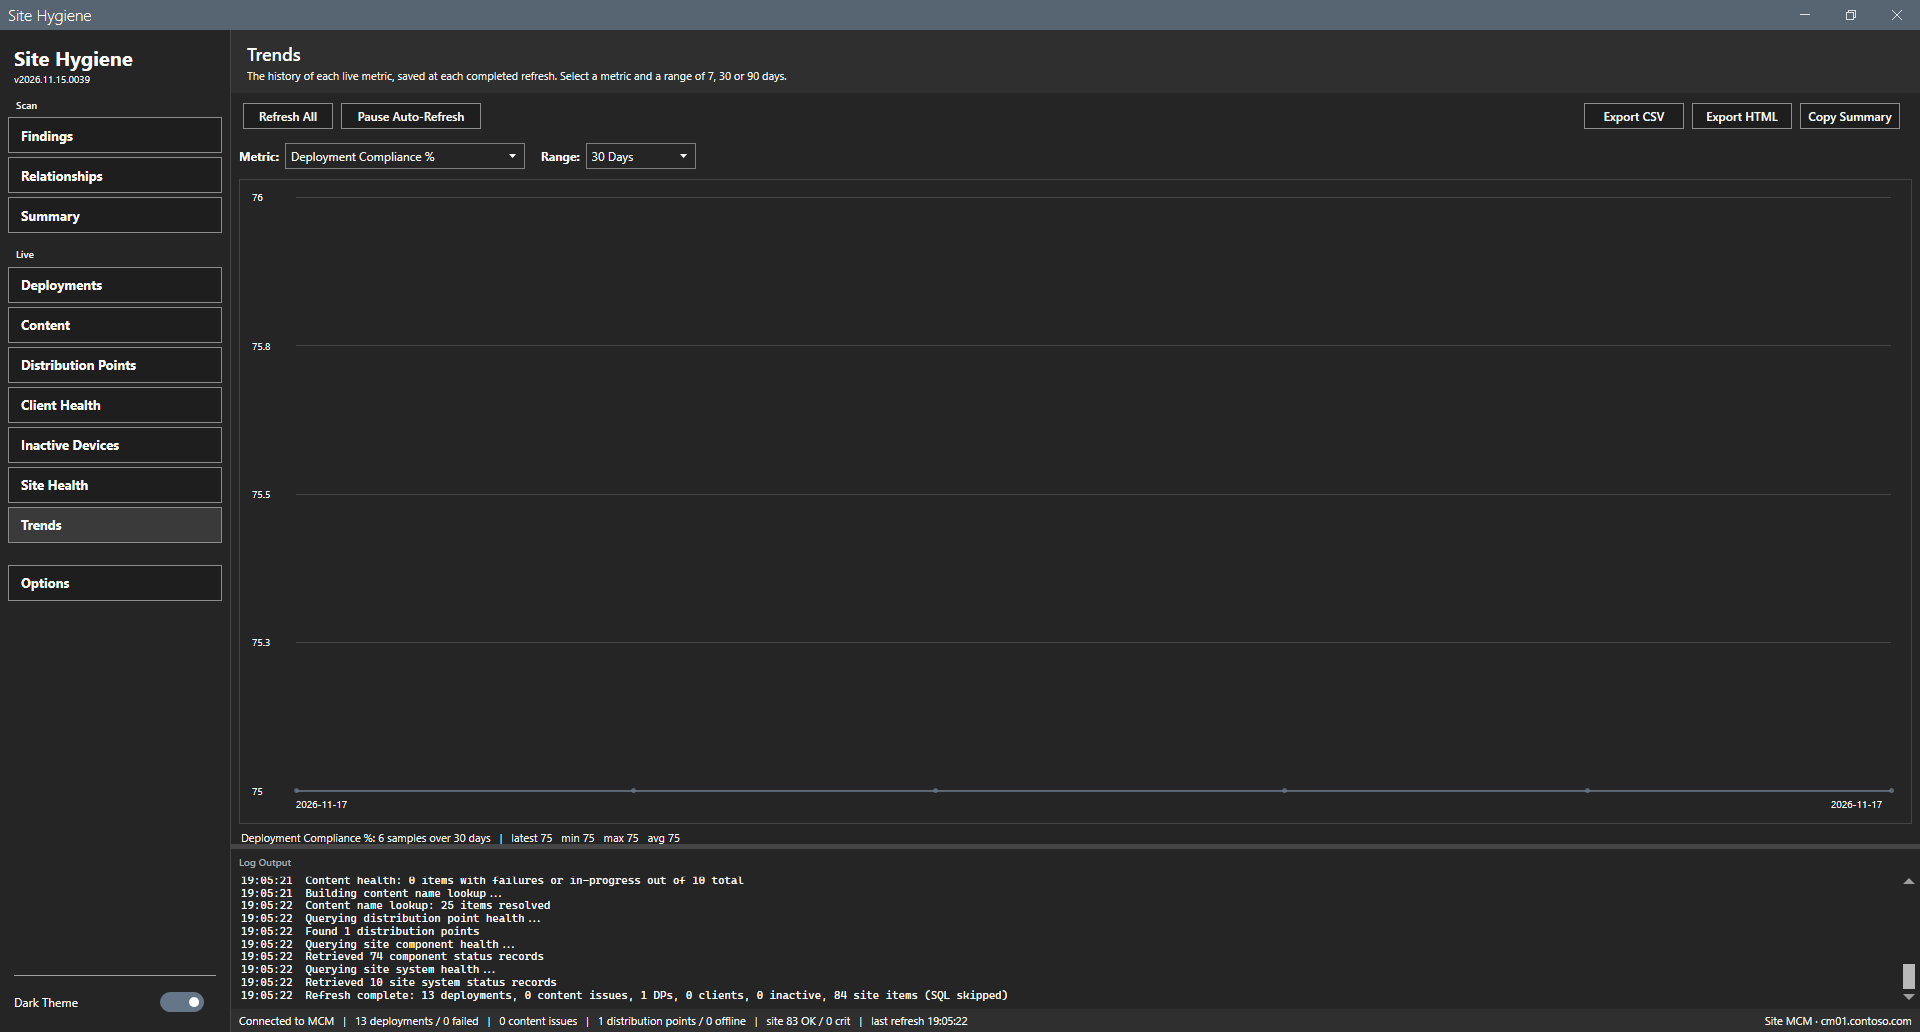 Site Hygiene
Site Hygiene
v2026.11.15.0039
Scan
Findings
Relationships
Summary
Live
Deployments
Content
Distribution Points
Client Health
Inactive Devices
Site Health
Trends
Options
Dark Theme
Trends
The history of each live metric, saved at each completed refresh. Select a metric and a range of 7, 30 or 90 days.
Refresh All
Pause Auto-Refresh
Export CSV
Export HTML
Copy Summary
Metric: Deployment Compliance % Range: 30 Days
76
75.8
75.5
75.3
75
2026-11-17
2026-11-17
Deployment Compliance %: 6 samples over 30 days | latest 75 min 75 max 75 avg 75
Log Output
19:05:21 Content health: 0 items with failures or in-progress out of 10 total
19:05:21 Building content name lookup...
19:05:22 Content name lookup: 25 items resolved
19:05:22 Querying distribution point health...
19:05:22 Found 1 distribution points
19:05:22 Querying site component health...
19:05:22 Retrieved 74 component status records
19:05:22 Querying site system health...
19:05:22 Retrieved 10 site system status records
19:05:22 Refresh complete: 13 deployments, 0 content issues, 1 DPs, 0 clients, 0 inactive, 84 site items (SQL skipped)
Connected to MCM | 13 deployments / 0 failed | 0 content issues | 1 distribution points / 0 offline | site 83 OK / 0 crit | last refresh 19:05:22
Site MCM · cm01.contoso.com